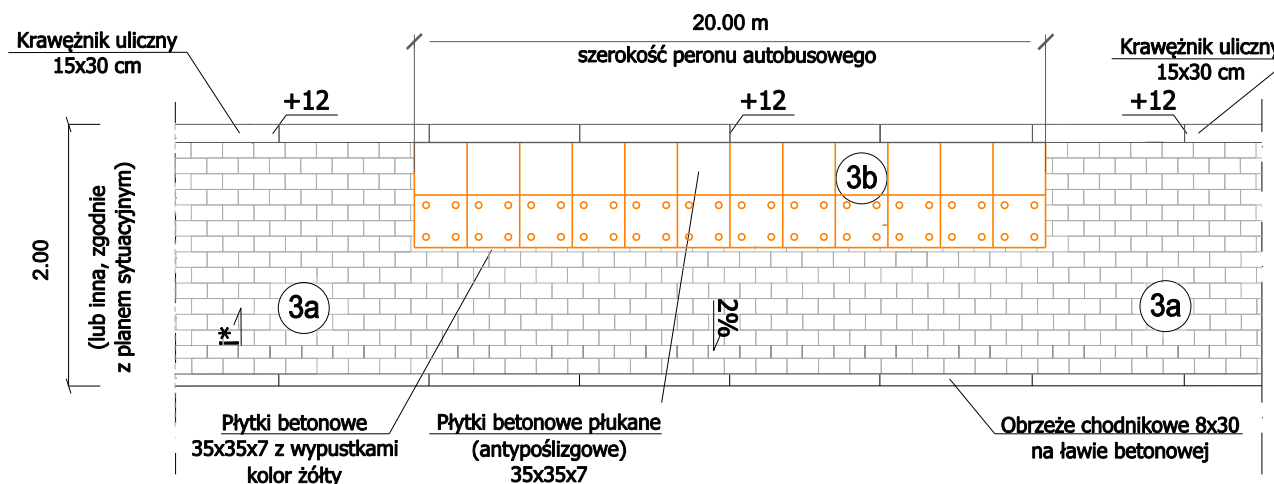 20.00 m
szerokość peronu autobusowego
Krawężnik uliczny
15x30 cm
Krawężnik uliczny
15x30 cm
+12
+12
+12
3b
2.00
(lub inna, zgodnie
z planem sytuacyjnym)
3a
3a
i*
2%
Płytki betonowe
35x35x7 z wypustkami
kolor żółty
Płytki betonowe płukane
(antypoślizgowe)
35x35x7
Obrzeże chodnikowe 8x30
na ławie betonowej